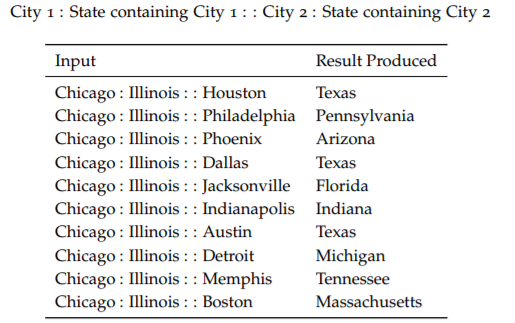 City 1 : State containing City 1 : : City 2 : State containing City 2
Input Result Produced
Chicago : Illinois : : Houston Texas
Chicago : Illinois : : Philadelphia Pennsylvania
Chicago : Illinois : : Phoenix Arizona
Chicago : Illinois : : Dallas Texas
Chicago : Illinois : : Jacksonville Florida
Chicago : Illinois : : Indianapolis Indiana
Chicago : Illinois : : Austin Texas
Chicago : Illinois : : Detroit Michigan
Chicago : Illinois : : Memphis Tennessee
Chicago : Illinois : : Boston Massachusetts